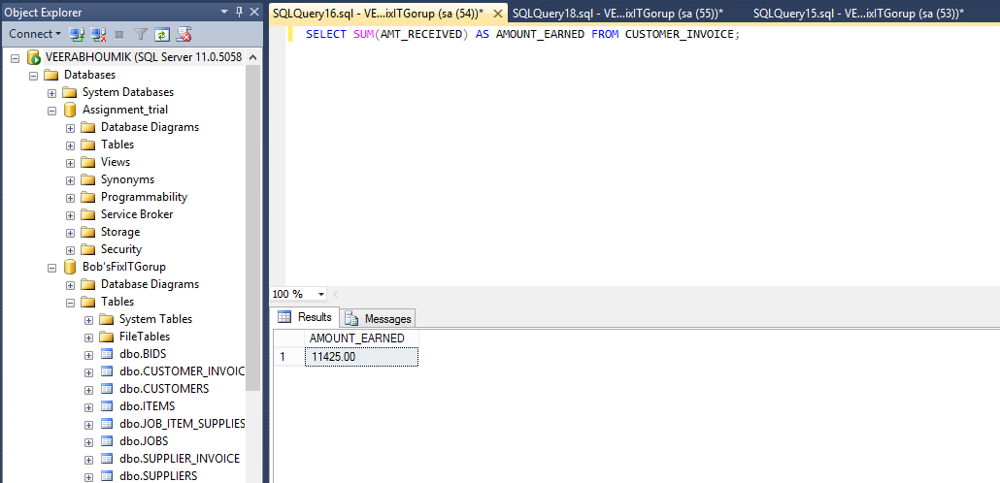 Object Explorer
Connect
VEERABHOUMIK (SQL Server 11.0.5058
Databases
System Databases
Assignment_trial
Database Diagrams
Tables
Views
Synonyms
Programmability
Service Broker
Storage
Security
Bob'sFixITGorup
Database Diagrams
Tables
System Tables
FileTables
dbo.BIDS
dbo.CUSTOMER_INVOIC
dbo.CUSTOMERS
dbo.ITEMS
dbo.JOB_ITEM_SUPPLIES
dbo.JOBS
dbo.SUPPLIER_INVOICE
dbo.SUPPLIERS
SQLQuery16.sql - VE...ixITGorup (sa (54))* SQLQuery18.sql - VE...ixITGorup (sa (55))* SQLQuery15.sql - VE...ixITGorup (sa (53))*
SELECT SUM(AMT_RECEIVED) AS AMOUNT_EARNED FROM CUSTOMER_INVOICE;
100 %
Results Messages
AMOUNT_EARNED
1 11425.00